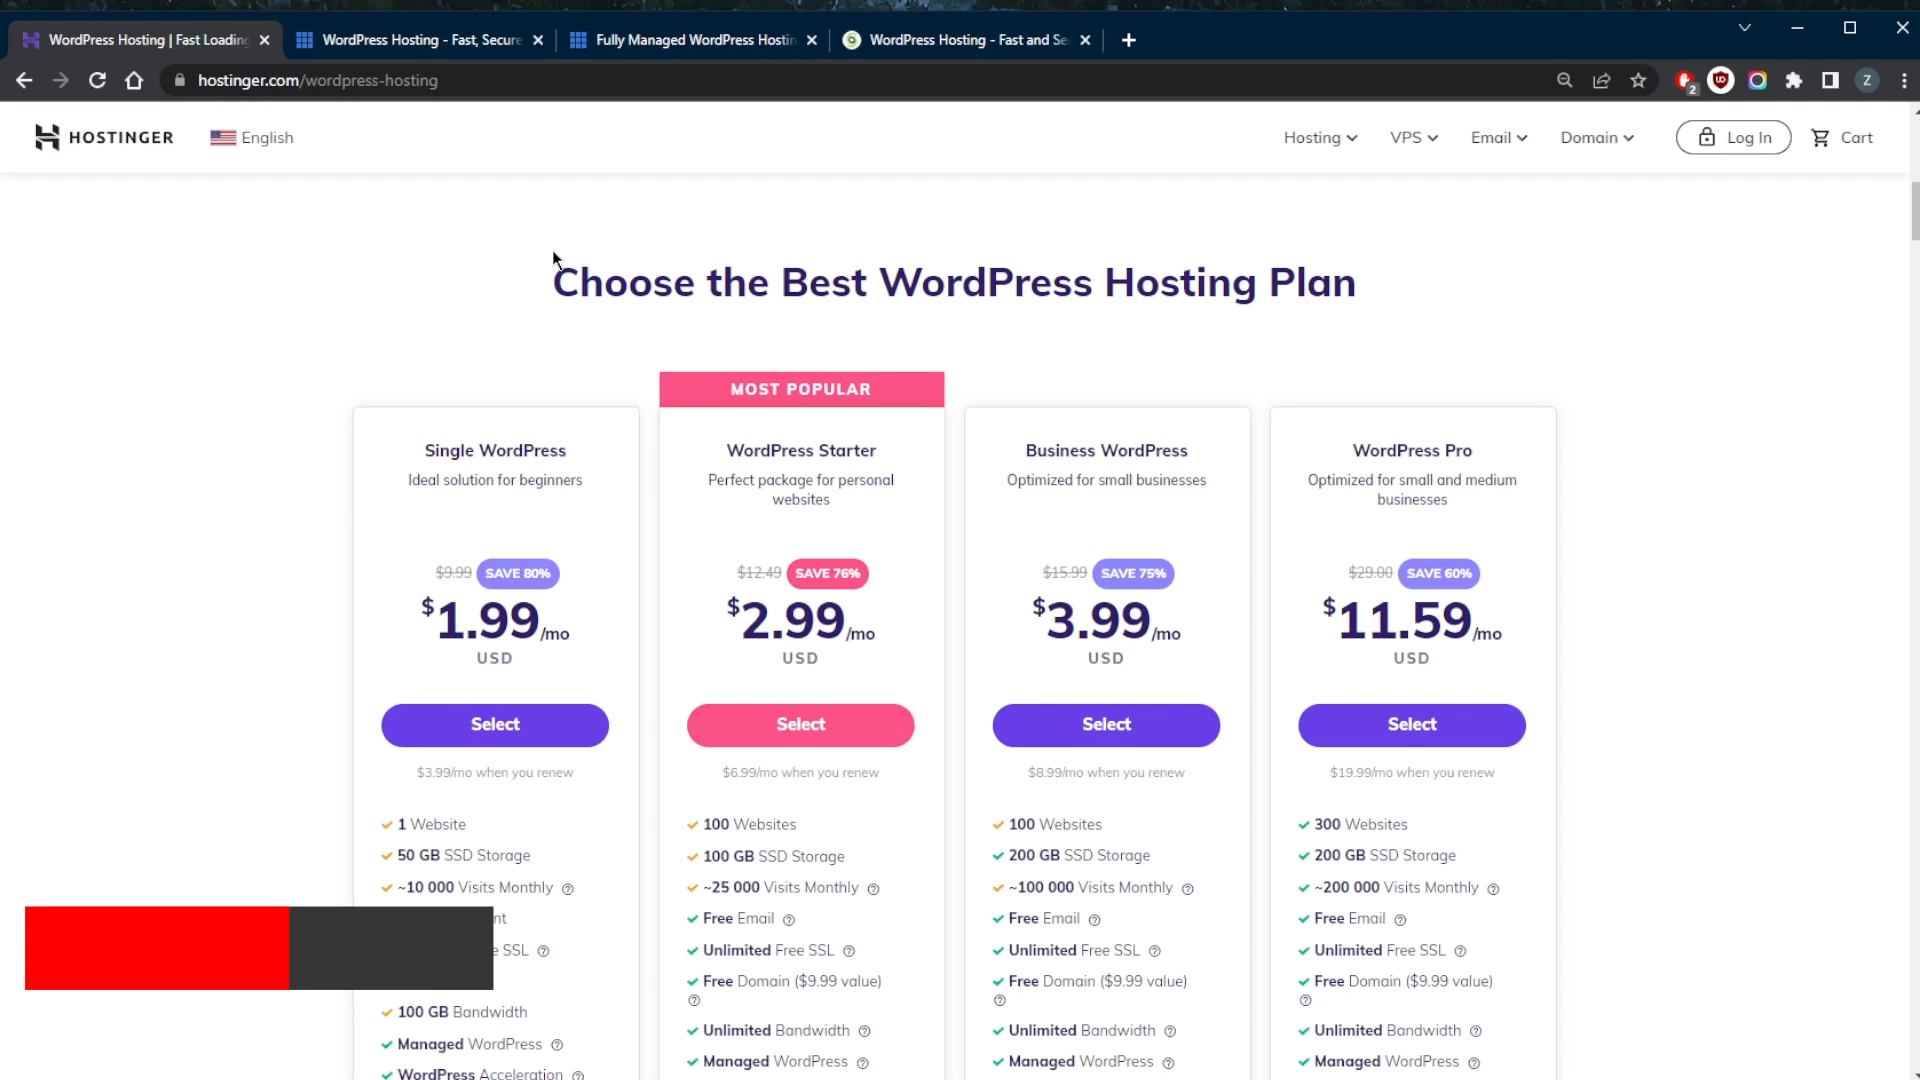 WordPress Hosting | Fast Loading
WordPress Hosting - Fast, Secure
Fully Managed WordPress Hostin
WordPress Hosting - Fast and Se
hostinger.com/wordpress-hosting
2
Z
HOSTINGER
English
Hosting
VPS
Email
Domain
Log In
Cart
Choose the Best WordPress Hosting Plan
MOST POPULAR
Single WordPress
Ideal solution for beginners
$9.99 SAVE 80%
$1.99/mo
USD
Select
$3.99/mo when you renew
1 Website
50 GB SSD Storage
~10 000 Visits Monthly
nt
e SSL
100 GB Bandwidth
Managed WordPress
WordPress Acceleration
WordPress Starter
Perfect package for personal
websites
$12.49 SAVE 76%
$2.99/mo
USD
Select
$6.99/mo when you renew
100 Websites
100 GB SSD Storage
~25 000 Visits Monthly
Free Email
Unlimited Free SSL
Free Domain ($9.99 value)
Unlimited Bandwidth
Managed WordPress
Business WordPress
Optimized for small businesses
$15.99 SAVE 75%
$3.99/mo
USD
Select
$8.99/mo when you renew
100 Websites
200 GB SSD Storage
~100 000 Visits Monthly
Free Email
Unlimited Free SSL
Free Domain ($9.99 value)
Unlimited Bandwidth
Managed WordPress
WordPress Pro
Optimized for small and medium
businesses
$29.00 SAVE 60%
$11.59/mo
USD
Select
$19.99/mo when you renew
300 Websites
200 GB SSD Storage
~200 000 Visits Monthly
Free Email
Unlimited Free SSL
Free Domain ($9.99 value)
Unlimited Bandwidth
Managed WordPress